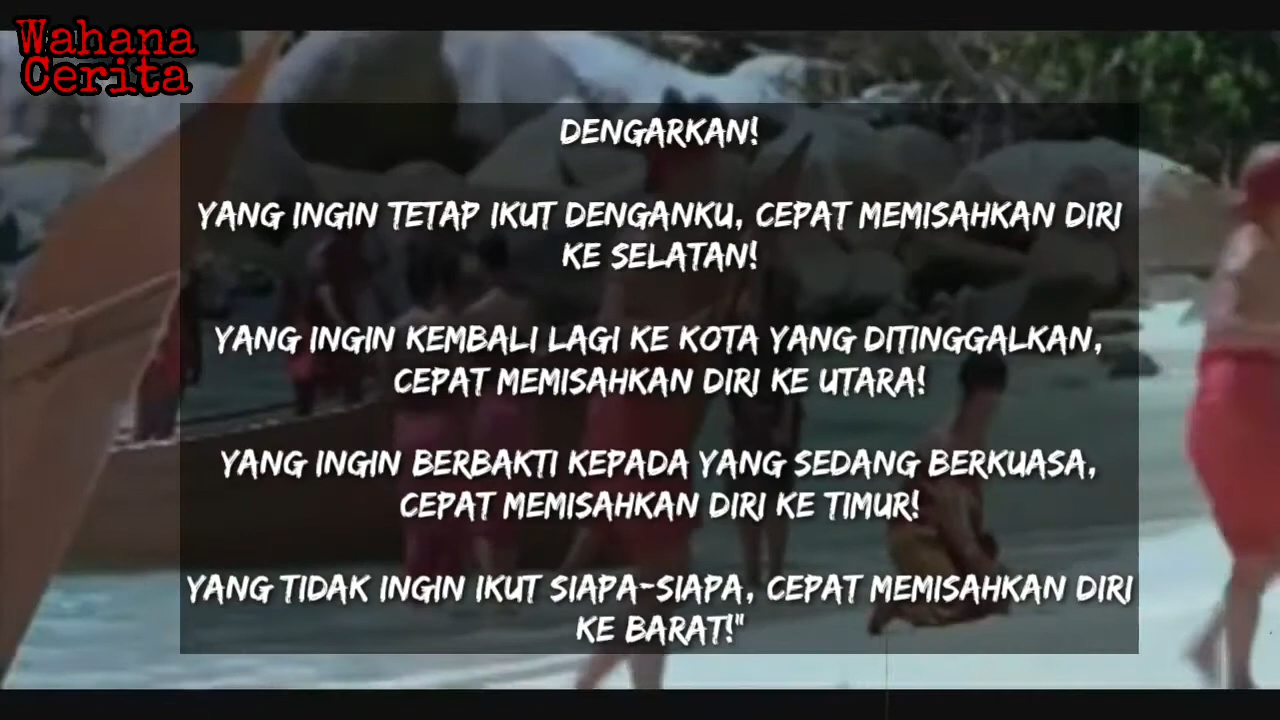 Wahana
Cerita
DENGARKAN!
YANG INGIN TETAP IKUT DENGANKU, CEPAT MEMISAHKAN DIRI
KE SELATAN!
YANG INGIN KEMBALI LAGI KE KOTA YANG DITINGGALKAN,
CEPAT MEMISAHKAN DIRI KE UTARA!
YANG INGIN BERBAKTI KEPADA YANG SEDANG BERKUASA,
CEPAT MEMISAHKAN DIRI KE TIMUR!
YANG TIDAK INGIN IKUT SIAPA-SIAPA, CEPAT MEMISAHKAN DIRI
KE BARAT!"